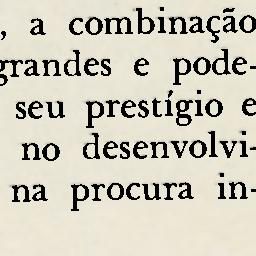 , a combinação
grandes e pode-
seu prestígio e
no desenvolvi-
na procura in-